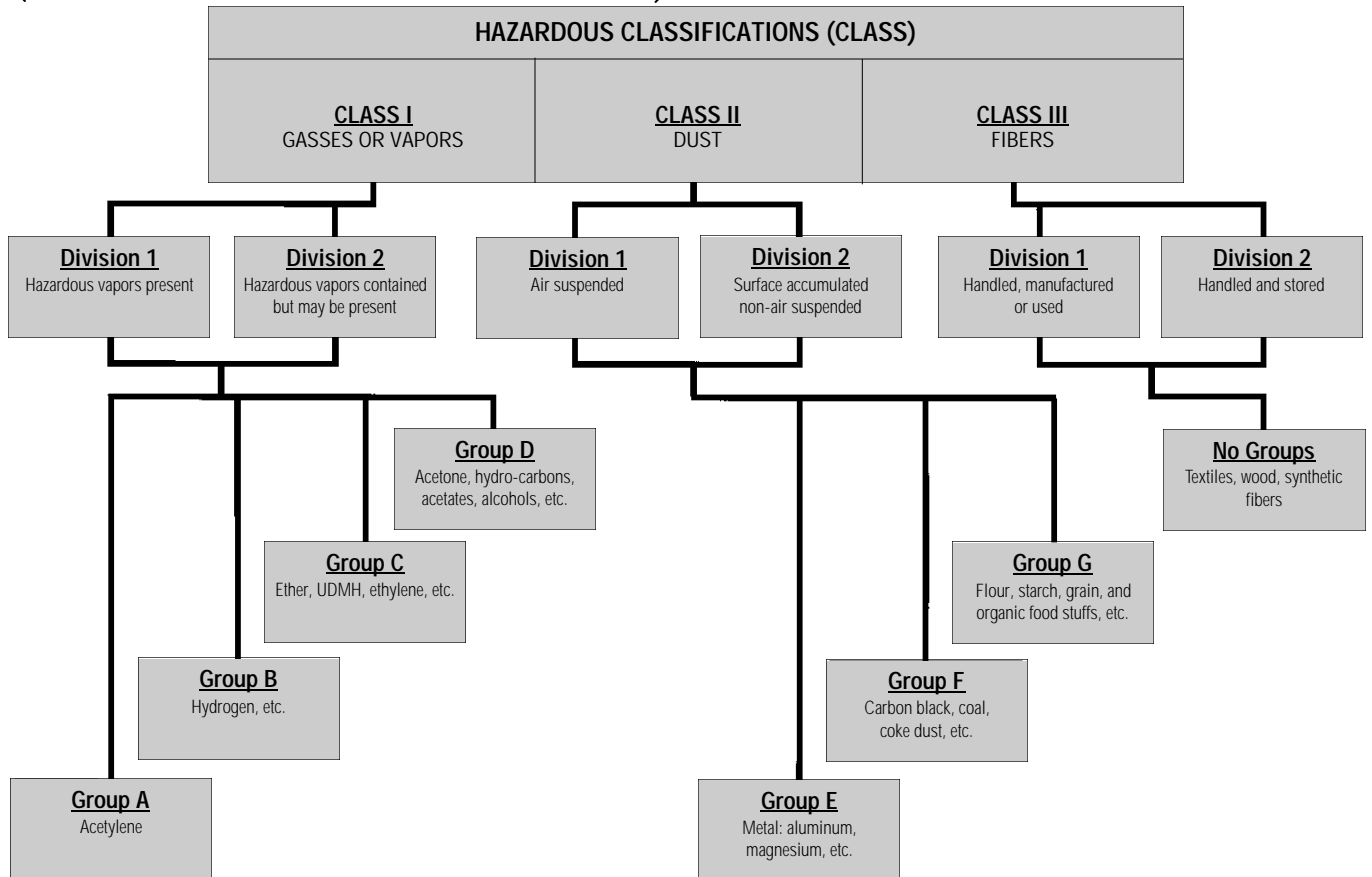 HAZARDOUS CLASSIFICATIONS (CLASS)
CLASS I
GASSES OR VAPORS
CLASS II
DUST
CLASS III
FIBERS
Division 1
Hazardous vapors present
Division 2
Hazardous vapors contained
but may be present
Division 1
Air suspended
Division 2
Surface accumulated
non-air suspended
Division 1
Handled, manufactured
or used
Division 2
Handled and stored
Group D
Acetone, hydro-carbons,
acetates, alcohols, etc.
No Groups
Textiles, wood, synthetic
fibers
Group C
Ether, UDMH, ethylene, etc.
Group G
Flour, starch, grain, and
organic food stuffs, etc.
Group B
Hydrogen, etc.
Group F
Carbon black, coal,
coke dust, etc.
Group A
Acetylene
Group E
Metal: aluminum,
magnesium, etc.